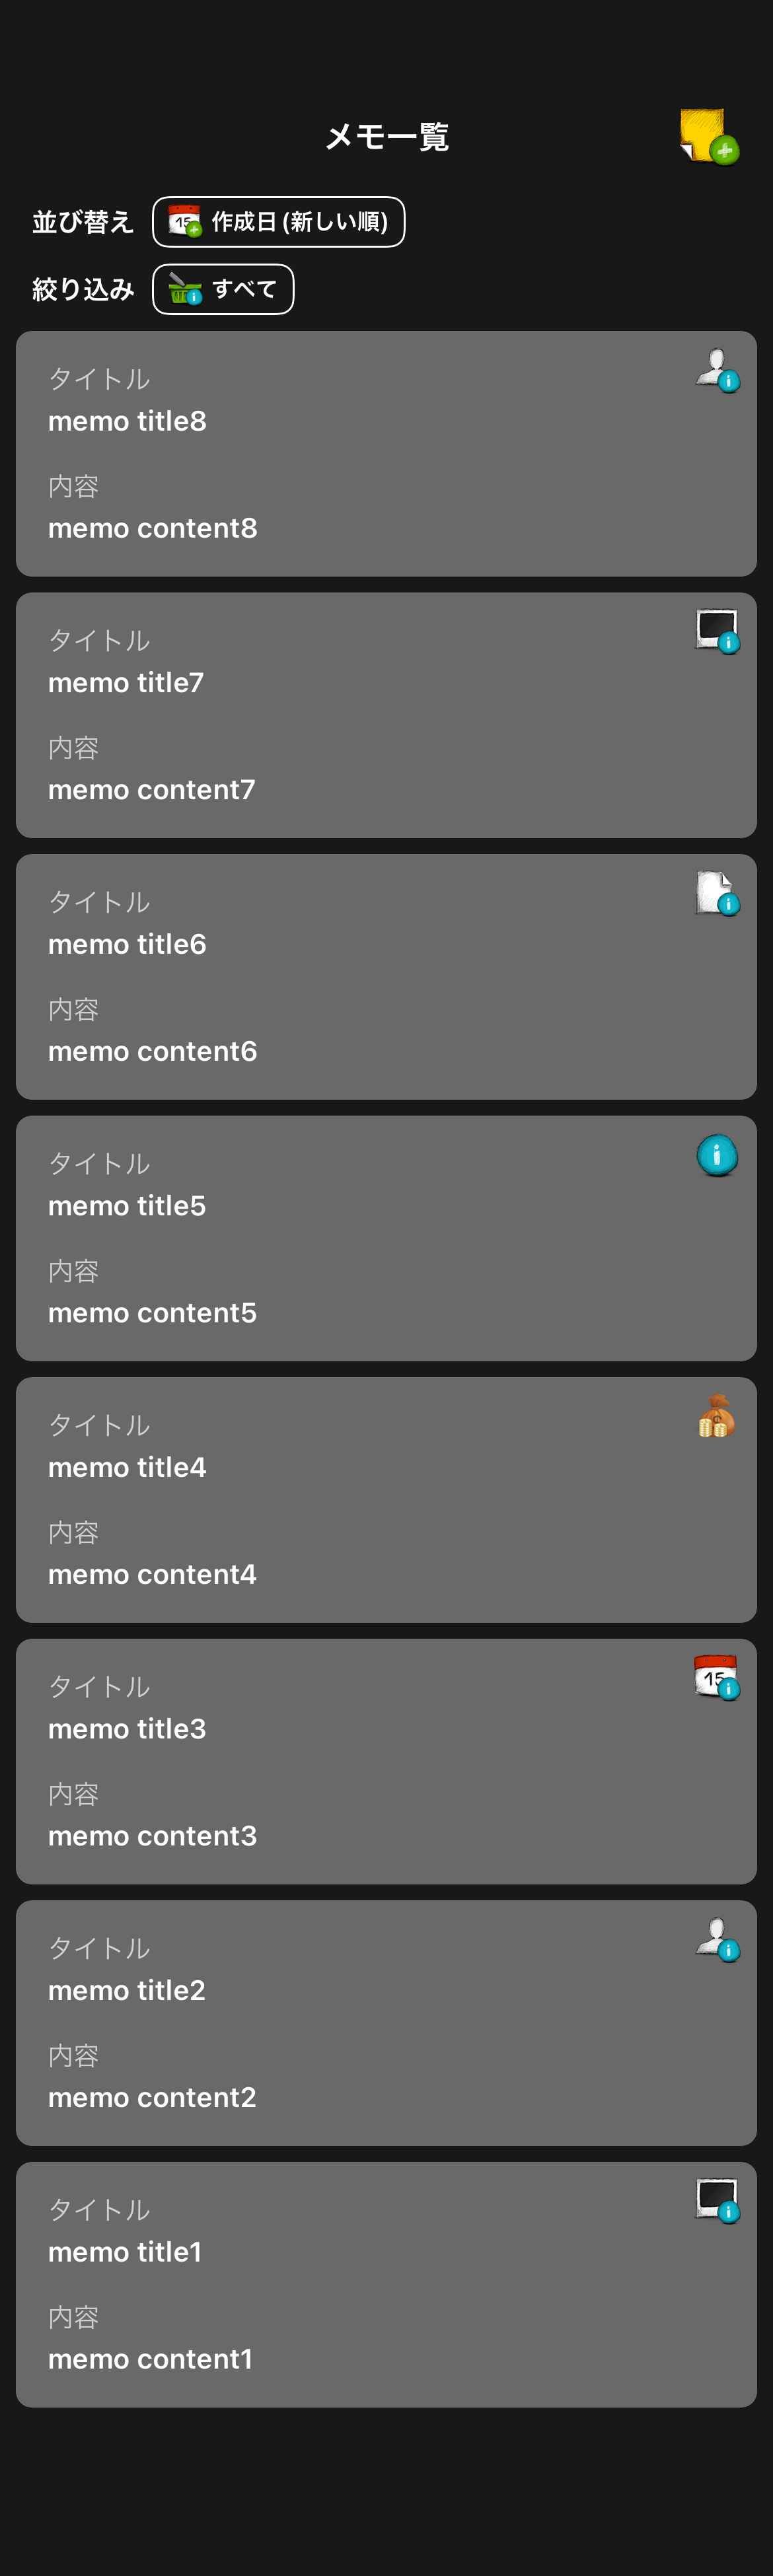 メモ一覧
並び替え 15 作成日(新しい順)
絞り込み i すべて
タイトル
memo title8
i
内容
memo content8
タイトル
memo title7
i
内容
memo content7
タイトル
memo title6
i
内容
memo content6
タイトル
memo title5
i
内容
memo content5
タイトル
memo title4
内容
memo content4
タイトル
memo title3
15
i
内容
memo content3
タイトル
memo title2
i
内容
memo content2
タイトル
memo title1
i
内容
memo content1